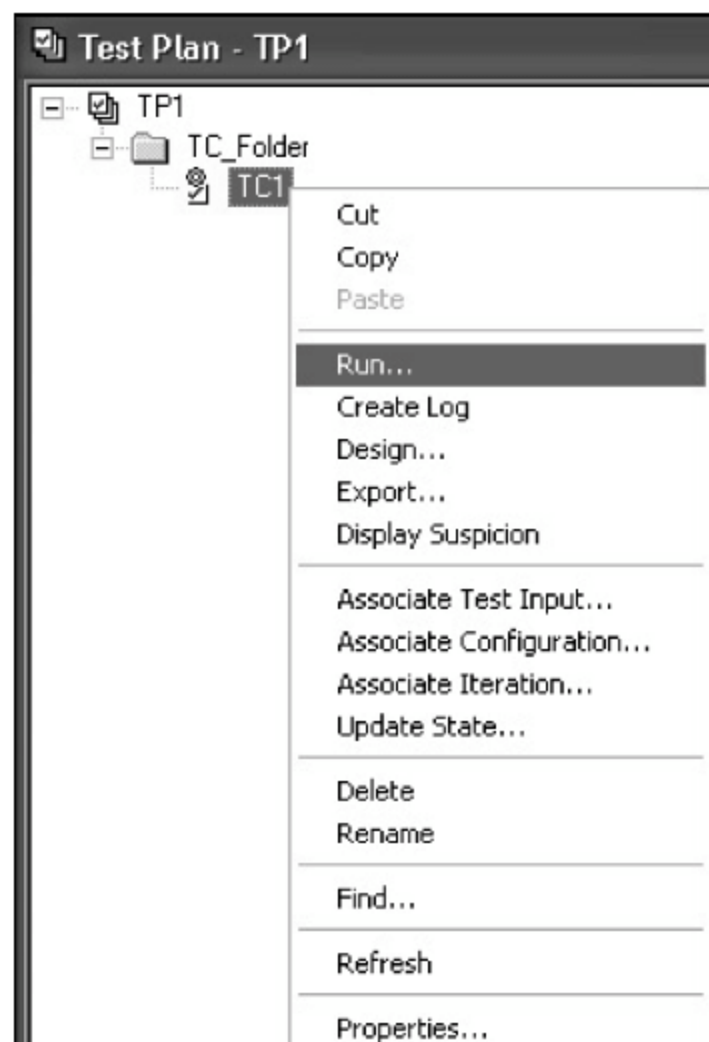 Test Plan - TP1
TP1
TC_Folder
TC1
Cut
Copy
Paste
Run...
Create Log
Design...
Export...
Display Suspicion
Associate Test Input...
Associate Configuration...
Associate Iteration...
Update State...
Delete
Rename
Find...
Refresh
Properties...